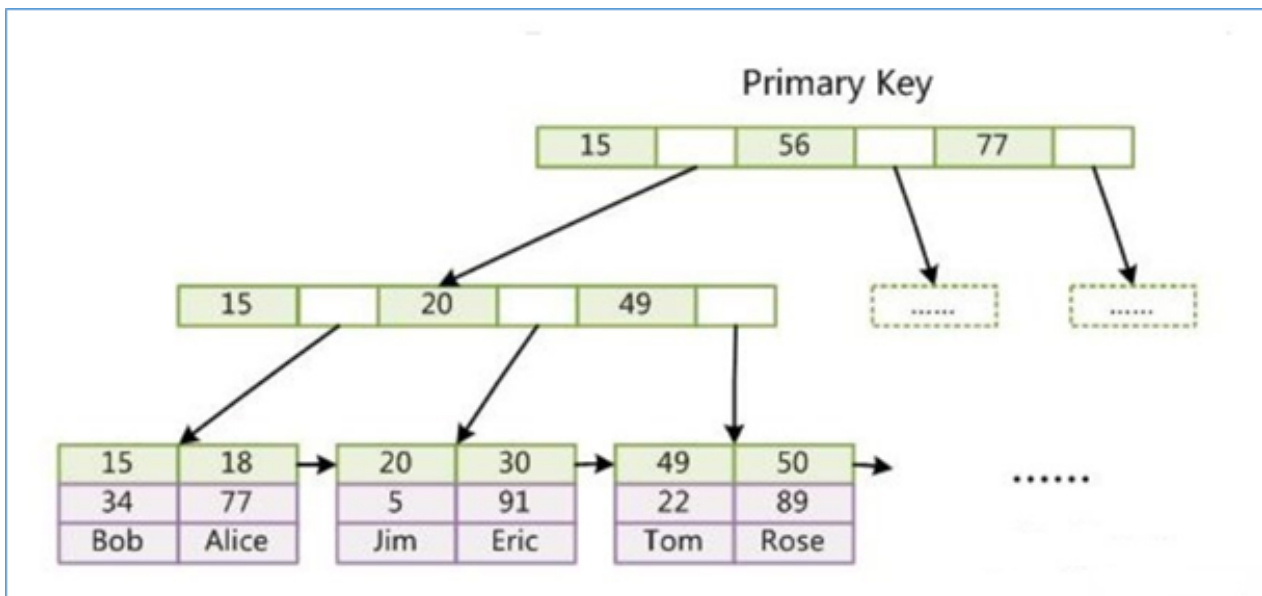 Primary Key
15 56 77
15 20 49 ...... ......
15 18 20 30 49 50 ......
34 77 5 91 22 89
Bob Alice Jim Eric Tom Rose